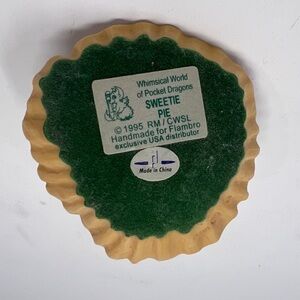 Whimsical World
of Pocket Dragons
SWEETIE
PIE
© 1995 RM / CWSL
Handmade for Flambro
exclusive USA distributor
Made in China